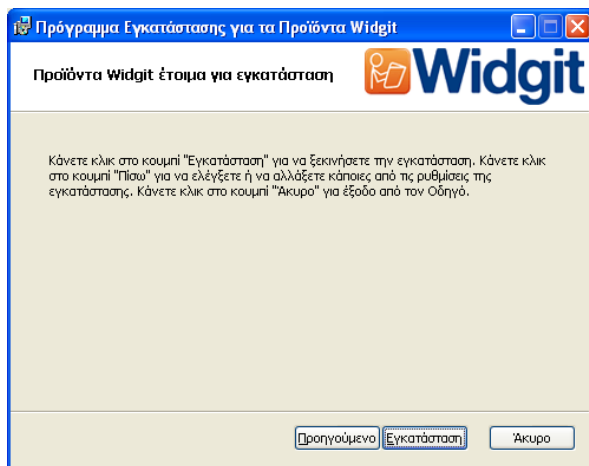 Πρόγραμμα Εγκατάστασης για τα Προϊόντα Widgit
Προϊόντα Widgit έτοιμα για εγκατάσταση
Widgit
Κάνετε κλικ στο κουμπί "Εγκατάσταση" για να ξεκινήσετε την εγκατάσταση. Κάνετε κλικ
στο κουμπί "Πίσω" για να ελέγξετε ή να αλλάξετε κάποιες από τις ρυθμίσεις της
εγκατάστασης. Κάνετε κλικ στο κουμπί "Άκυρο" για έξοδο από τον Οδηγό.
Προηγούμενο Εγκατάσταση Άκυρο